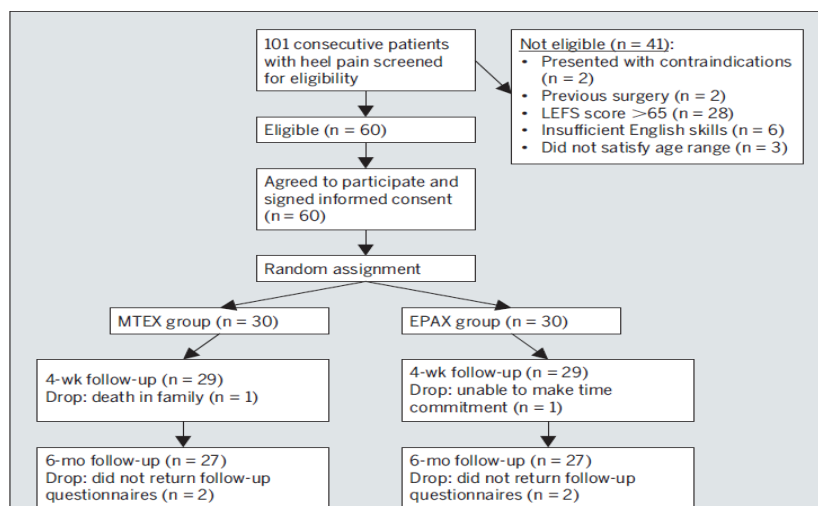 101 consecutive patients
with heel pain screened
for eligibility
Not eligible (n = 41):
• Presented with contraindications
(n = 2)
• Previous surgery (n = 2)
• LEFS score >65 (n = 28)
• Insufficient English skills (n = 6)
• Did not satisfy age range (n = 3)
Eligible (n = 60)
Agreed to participate and
signed informed consent
(n = 60)
Random assignment
MTEX group (n = 30)
EPAX group (n = 30)
4-wk follow-up (n = 29)
Drop: death in family (n = 1)
4-wk follow-up (n = 29)
Drop: unable to make time
commitment (n = 1)
6-mo follow-up (n = 27)
Drop: did not return follow-up
questionnaires (n = 2)
6-mo follow-up (n = 27)
Drop: did not return follow-up
questionnaires (n = 2)